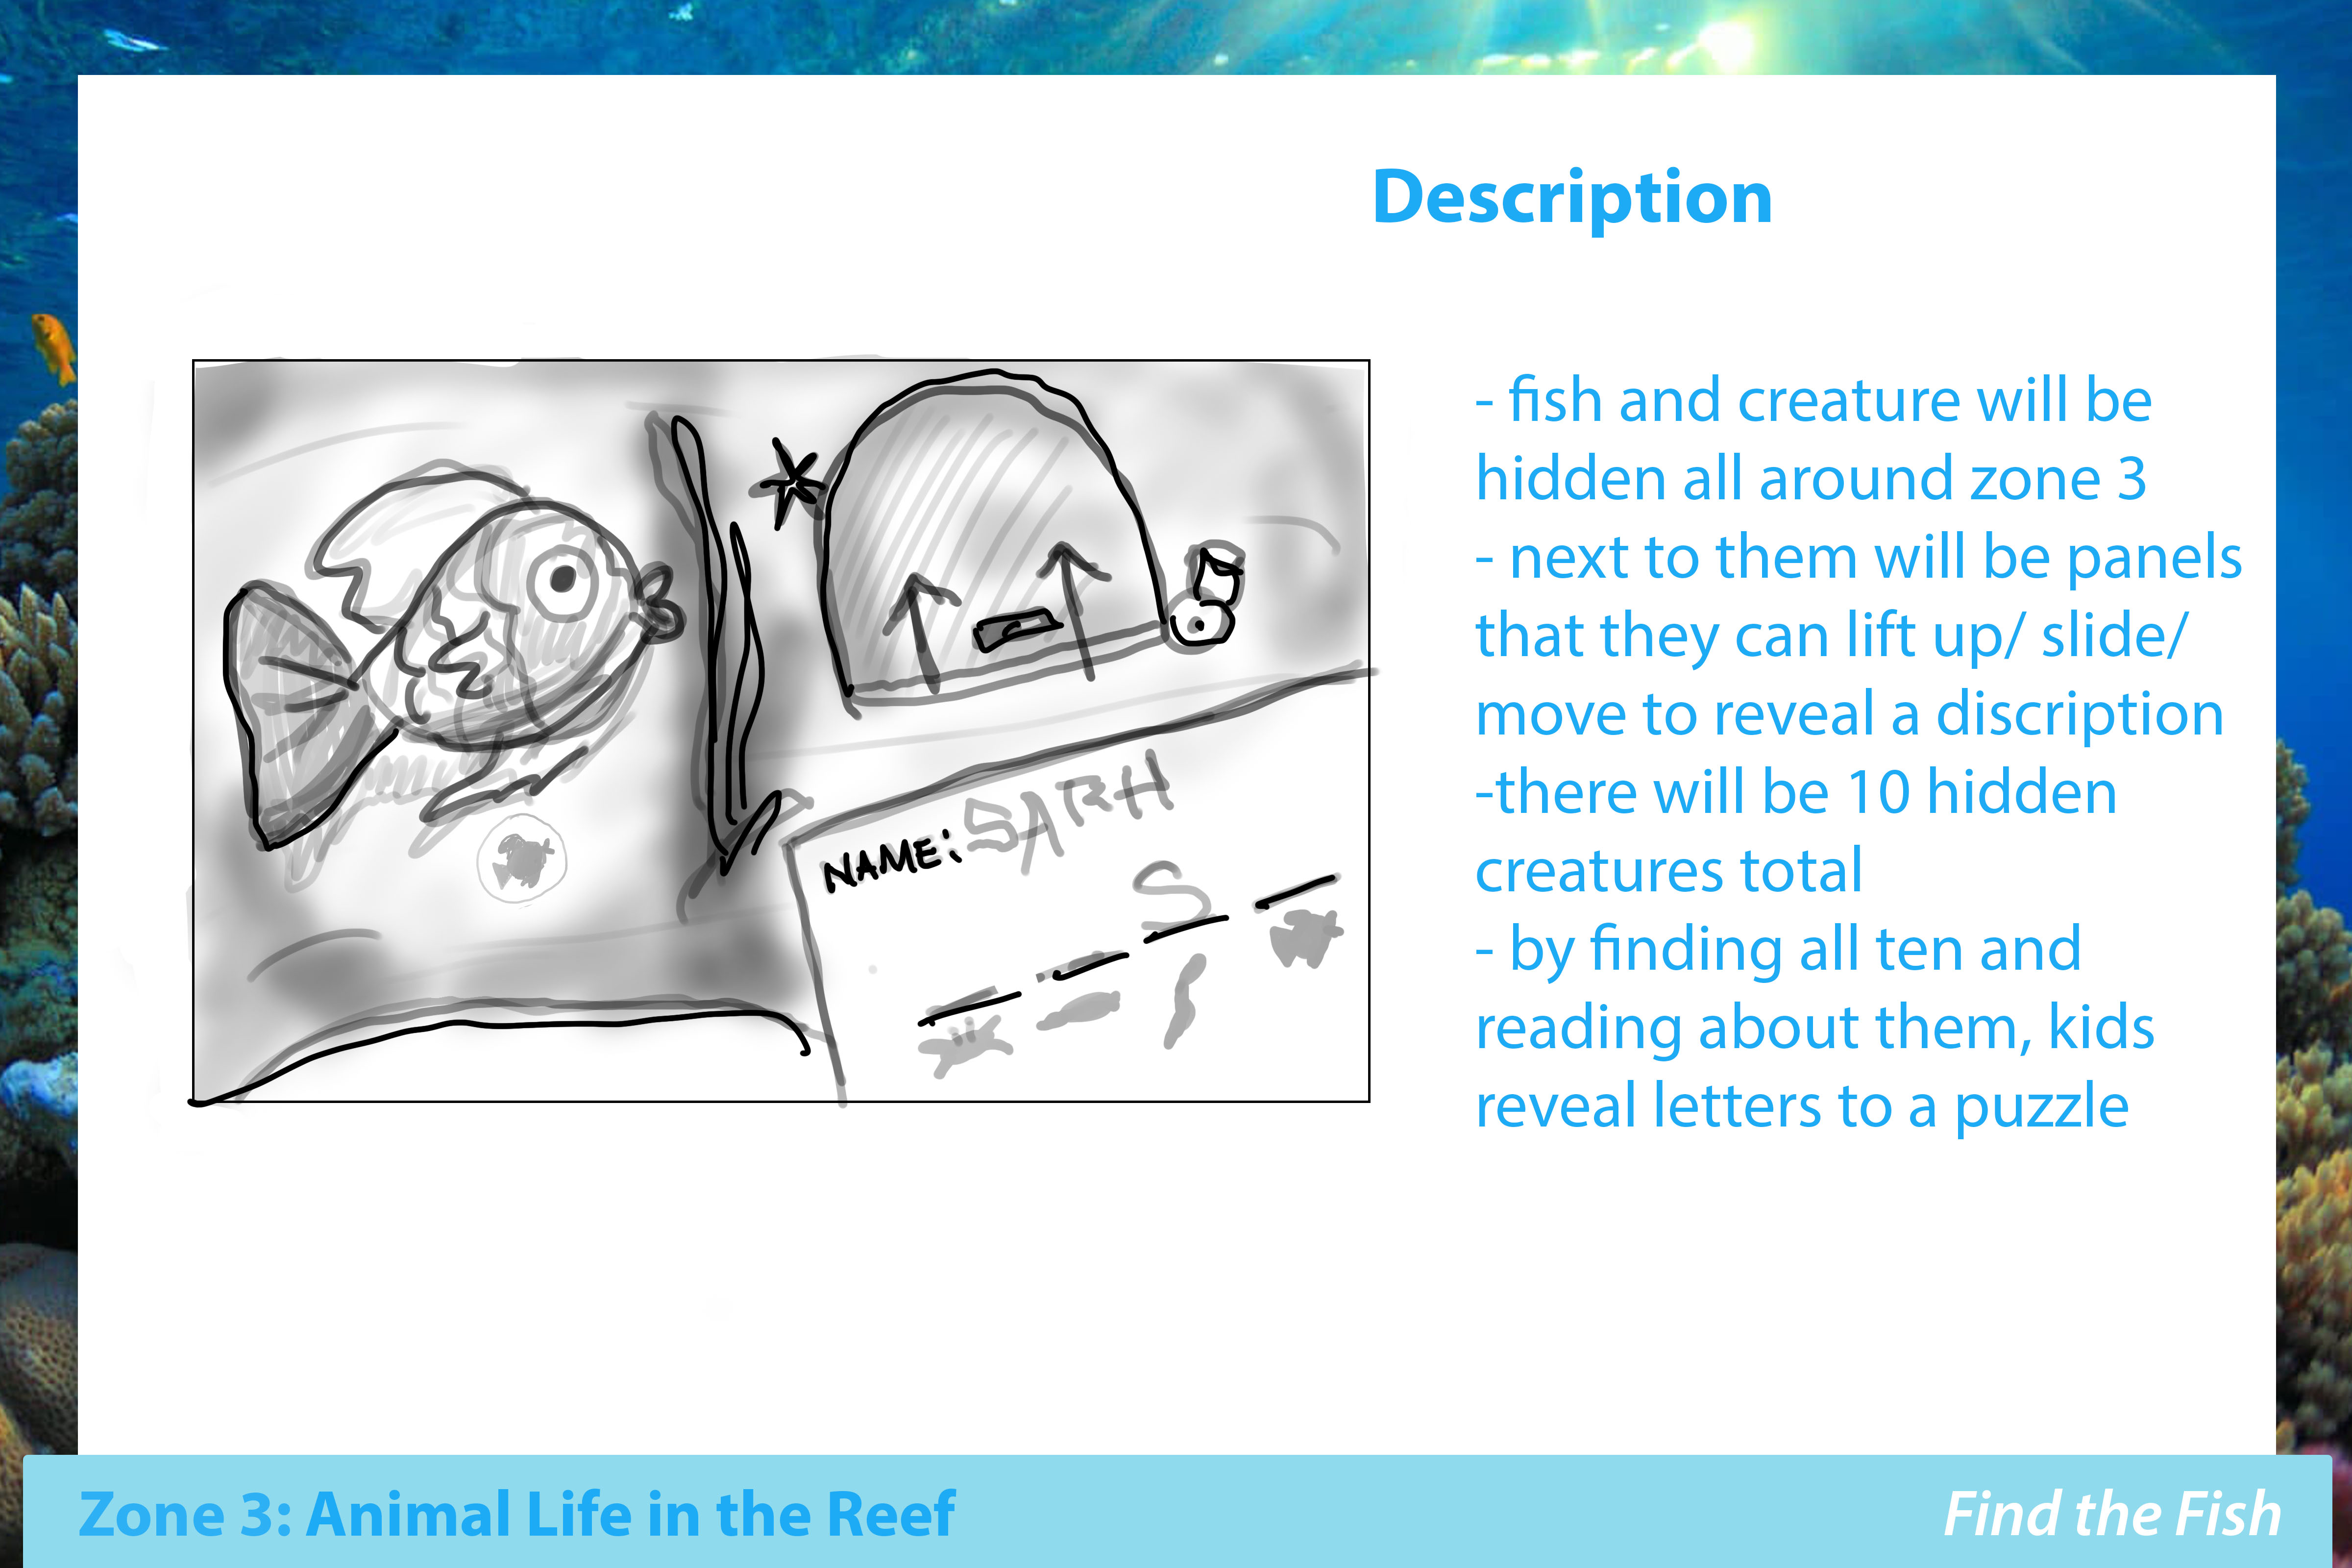 Description
- fish and creature will be
hidden all around zone 3
- next to them will be panels
that they can lift up/ slide/
move to reveal a discription
-there will be 10 hidden
creatures total
- by finding all ten and
reading about them, kids
reveal letters to a puzzle
NAME: SARH
S
Zone 3: Animal Life in the Reef
Find the Fish